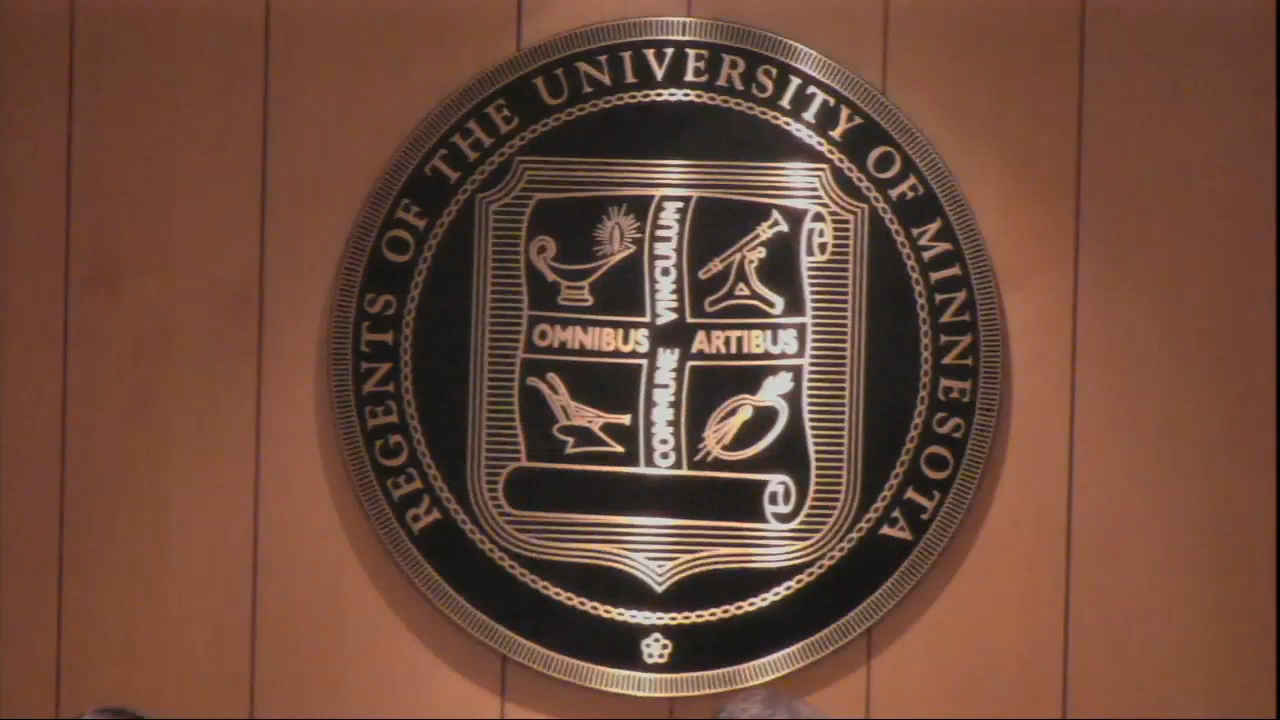 REGENTS OF THE UNIVERSITY OF MINNESOTA
COMMUNE VINCULUM
OMNIBUS ARTIBUS